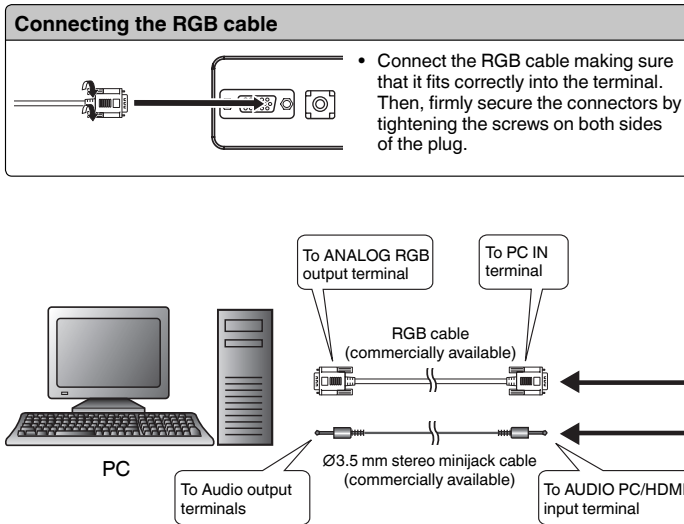 Connecting the RGB cable
• Connect the RGB cable making sure
that it fits correctly into the terminal.
Then, firmly secure the connectors by
tightening the screws on both sides
of the plug.
To ANALOG RGB
output terminal
To PC IN
terminal
RGB cable
(commercially available)
PC
Ø3.5 mm stereo minijack cable
(commercially available)
To Audio output
terminals
To AUDIO PC/HDMI
input terminal